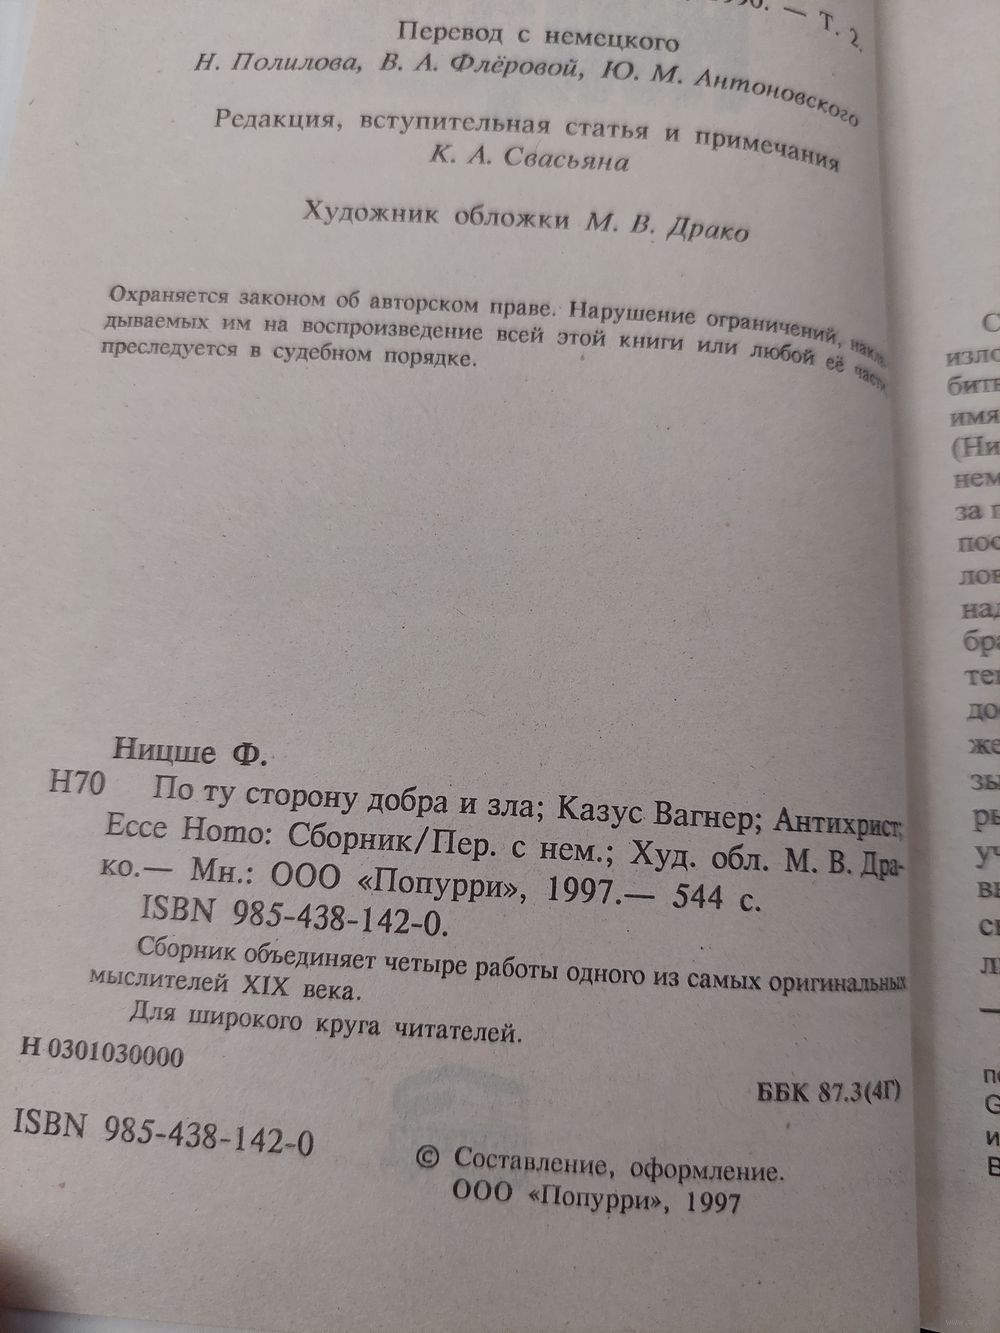 1990. — Т. 2.
Перевод с немецкого
Н. Полилова, В. А. Флёровой, Ю. М. Антоновского
Редакция, вступительная статья и примечания
К. А. Свасьяна
Художник обложки М. В. Драко
Охраняется законом об авторском праве. Нарушение ограничений, накла-
дываемых им на воспроизведение всей этой книги или любой её части,
преследуется в судебном порядке.
Ницше Ф.
Н70 По ту сторону добра и зла; Казус Вагнер; Антихрист;
Ecce Homo: Сборник/Пер. с нем.; Худ. обл. М. В. Дра-
ко.— Мн.: ООО «Попурри», 1997.— 544 с.
ISBN 985-438-142-0.
Сборник объединяет четыре работы одного из самых оригинальных
мыслителей XIX века.
Для широкого круга читателей.
Н 0301030000
ББК 87.3(4Г)
ISBN 985-438-142-0
© Составление, оформление.
ООО «Попурри», 1997